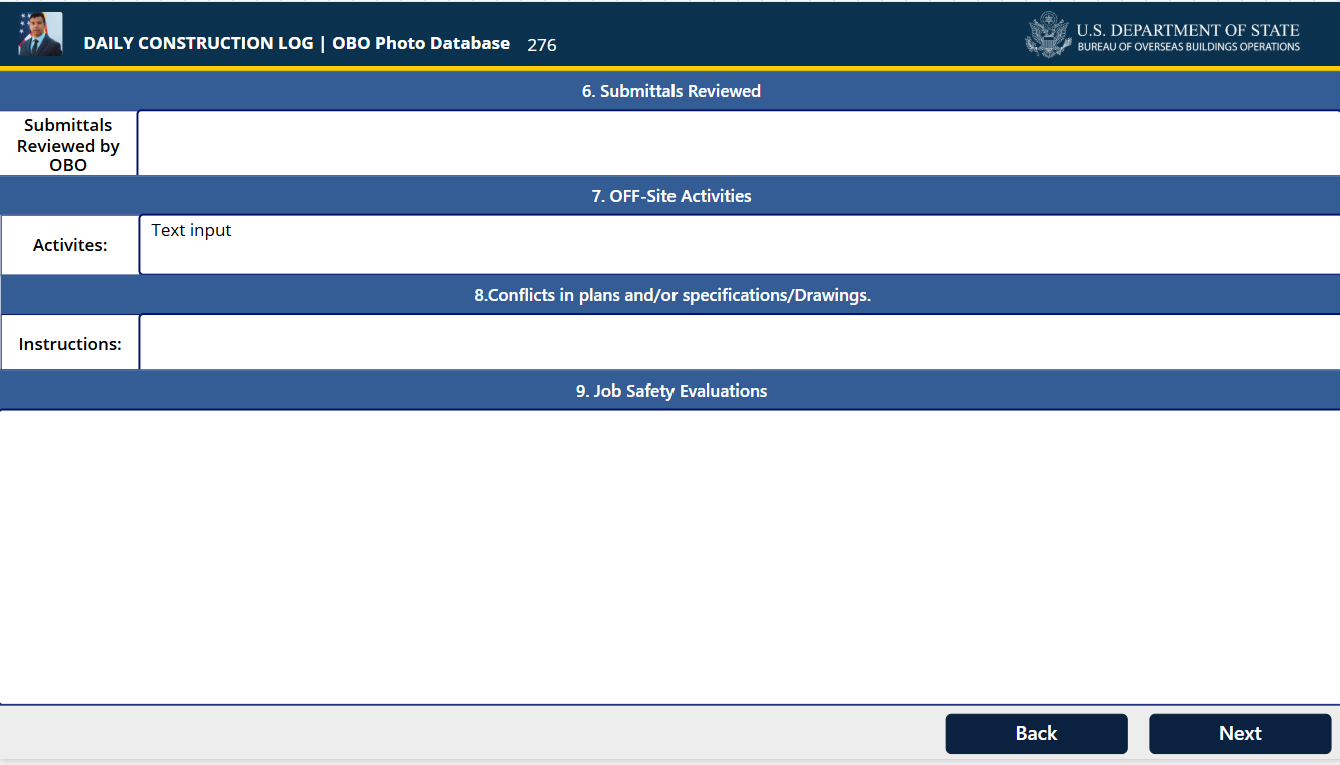 DAILY CONSTRUCTION LOG | OBO Photo Database 276
U.S. DEPARTMENT OF STATE
BUREAU OF OVERSEAS BUILDINGS OPERATIONS
6. Submittals Reviewed
Submittals
Reviewed by
OBO
7. OFF-Site Activities
Activites:
Text input
8.Conflicts in plans and/or specifications/Drawings.
Instructions:
9. Job Safety Evaluations
Back
Next